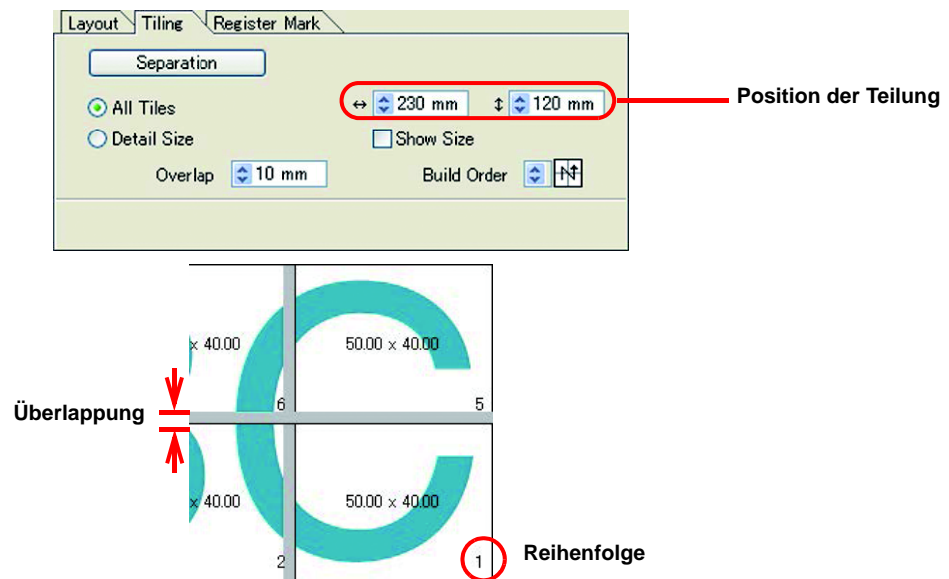 Layout Tiling Register Mark
Separation
All Tiles
↔ 230 mm ↕ 120 mm
Position der Teilung
Detail Size
Show Size
Overlap 10 mm
Build Order
x 40.00
50.00 x 40.00
6
5
Überlappung
x 40.00
50.00 x 40.00
2
1
Reihenfolge